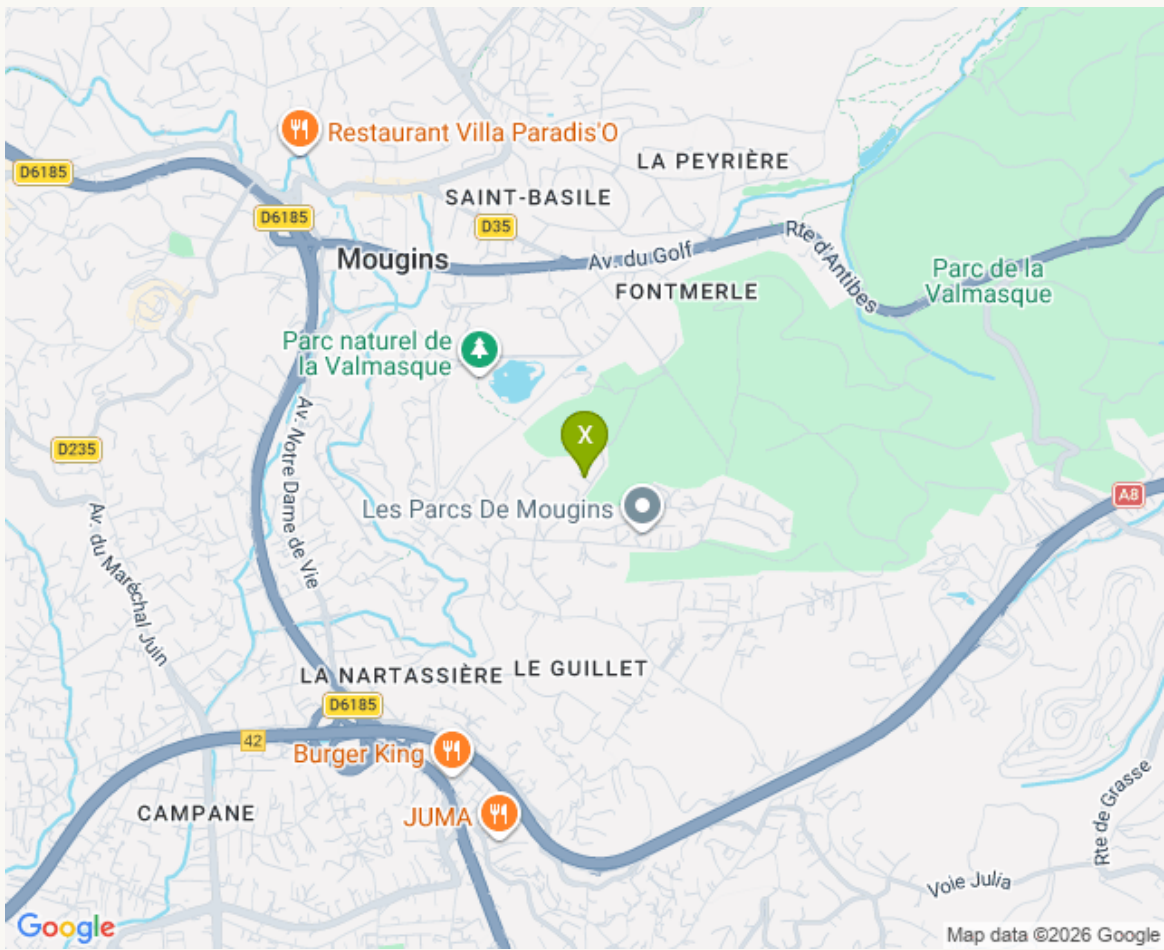 Restaurant Villa Paradis'O
LA PEYRIÈRE
D6185
SAINT-BASILE
D6185
D35
Rte d'Antibes
Av. du Golf
Mougins
Parc de la
Valmasque
FONTMERLE
Parc naturel de
la Valmasque
Av. Notre Dame de Vie
X
D235
A8
Les Parcs De Mougins
Av. du Maréchal Juin
LE GUILLET
LA NARTASSIÈRE
D6185
42
Burger King
JUMA
CAMPANE
Rte de Grasse
Voie Julia
Google
Map data ©2026 Google